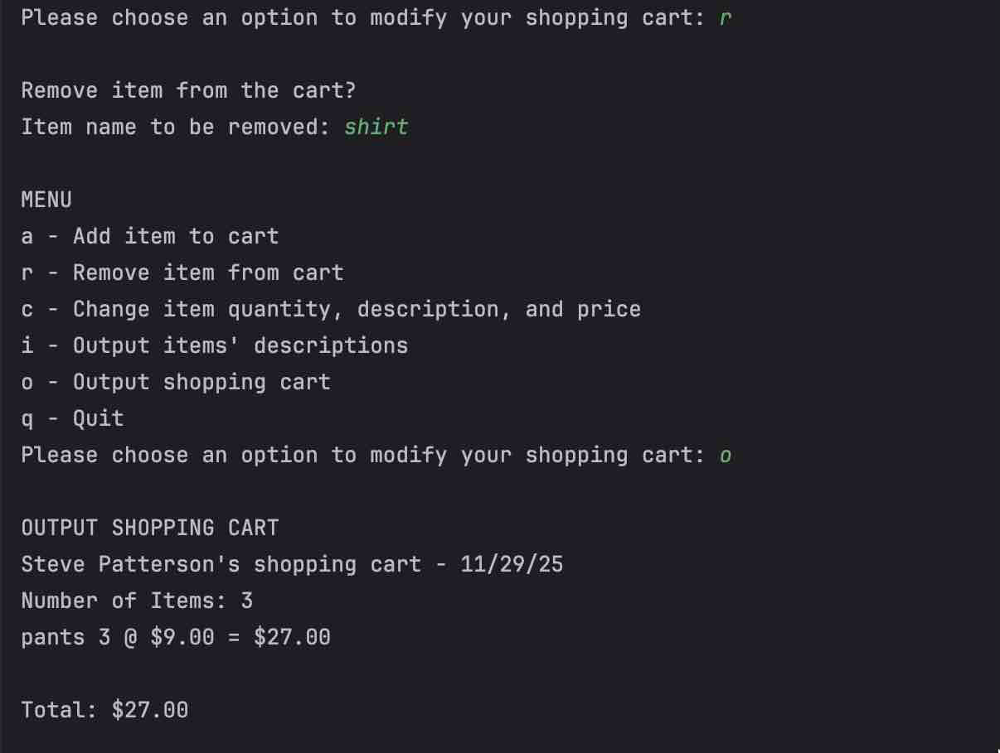 Please choose an option to modify your shopping cart: r
Remove item from the cart?
Item name to be removed: shirt
MENU
a - Add item to cart
r - Remove item from cart
c - Change item quantity, description, and price
i - Output items' descriptions
o - Output shopping cart
q - Quit
Please choose an option to modify your shopping cart: o
OUTPUT SHOPPING CART
Steve Patterson's shopping cart - 11/29/25
Number of Items: 3
pants 3 @ $9.00 = $27.00
Total: $27.00